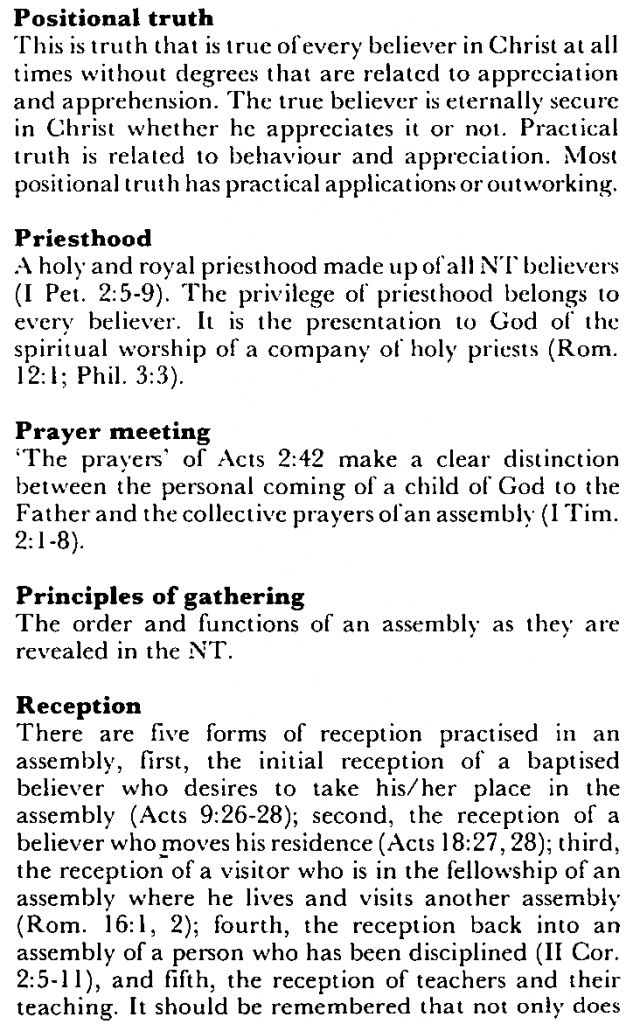 Positional truth
This is truth that is true of every believer in Christ at all
times without degrees that are related to appreciation
and apprehension. The true believer is eternally secure
in Christ whether he appreciates it or not. Practical
truth is related to behaviour and appreciation. Most
positional truth has practical applications or outworking.
Priesthood
A holy and royal priesthood made up of all NT believers
(I Pet. 2:5-9). The privilege of priesthood belongs to
every believer. It is the presentation to God of the
spiritual worship of a company of holy priests (Rom.
12:1; Phil. 3:3).
Prayer meeting
‘The prayers’ of Acts 2:42 make a clear distinction
between the personal coming of a child of God to the
Father and the collective prayers of an assembly (I Tim.
2:1-8).
Principles of gathering
The order and functions of an assembly as they are
revealed in the NT.
Reception
There are five forms of reception practised in an
assembly, first, the initial reception of a baptised
believer who desires to take his/her place in the
assembly (Acts 9:26-28); second, the reception of a
believer who moves his residence (Acts 18:27, 28); third,
the reception of a visitor who is in the fellowship of an
assembly where he lives and visits another assembly
(Rom. 16:1, 2); fourth, the reception back into an
assembly of a person who has been disciplined (II Cor.
2:5-11), and fifth, the reception of teachers and their
teaching. It should be remembered that not only does